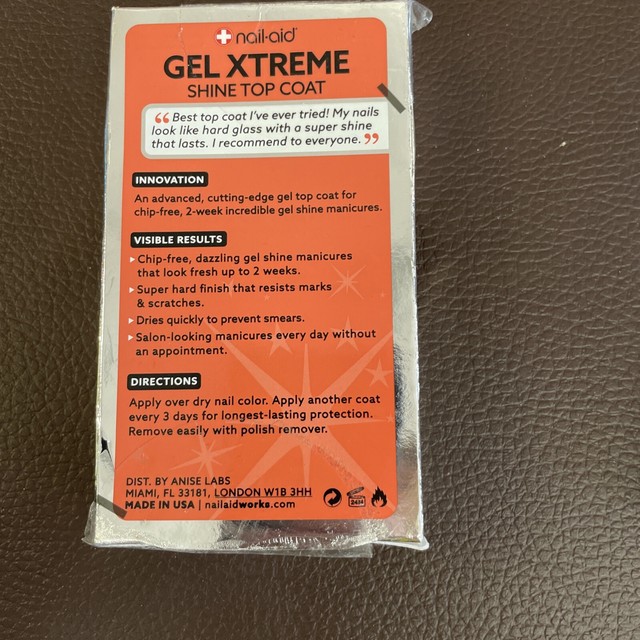 nail·aid®
GEL XTREME
SHINE TOP COAT
“ Best top coat I've ever tried! My nails
look like hard glass with a super shine
that lasts. I recommend to everyone. ”
INNOVATION
An advanced, cutting-edge gel top coat for
chip-free, 2-week incredible gel shine manicures.
VISIBLE RESULTS
▸Chip-free, dazzling gel shine manicures
that look fresh up to 2 weeks.
▸Super hard finish that resists marks
& scratches.
▸Dries quickly to prevent smears.
▸Salon-looking manicures every day without
an appointment.
DIRECTIONS
Apply over dry nail color. Apply another coat
every 3 days for longest-lasting protection.
Remove easily with polish remover.
DIST. BY ANISE LABS
MIAMI, FL 33181, LONDON W1B 3HH
MADE IN USA | nailaidworks.com